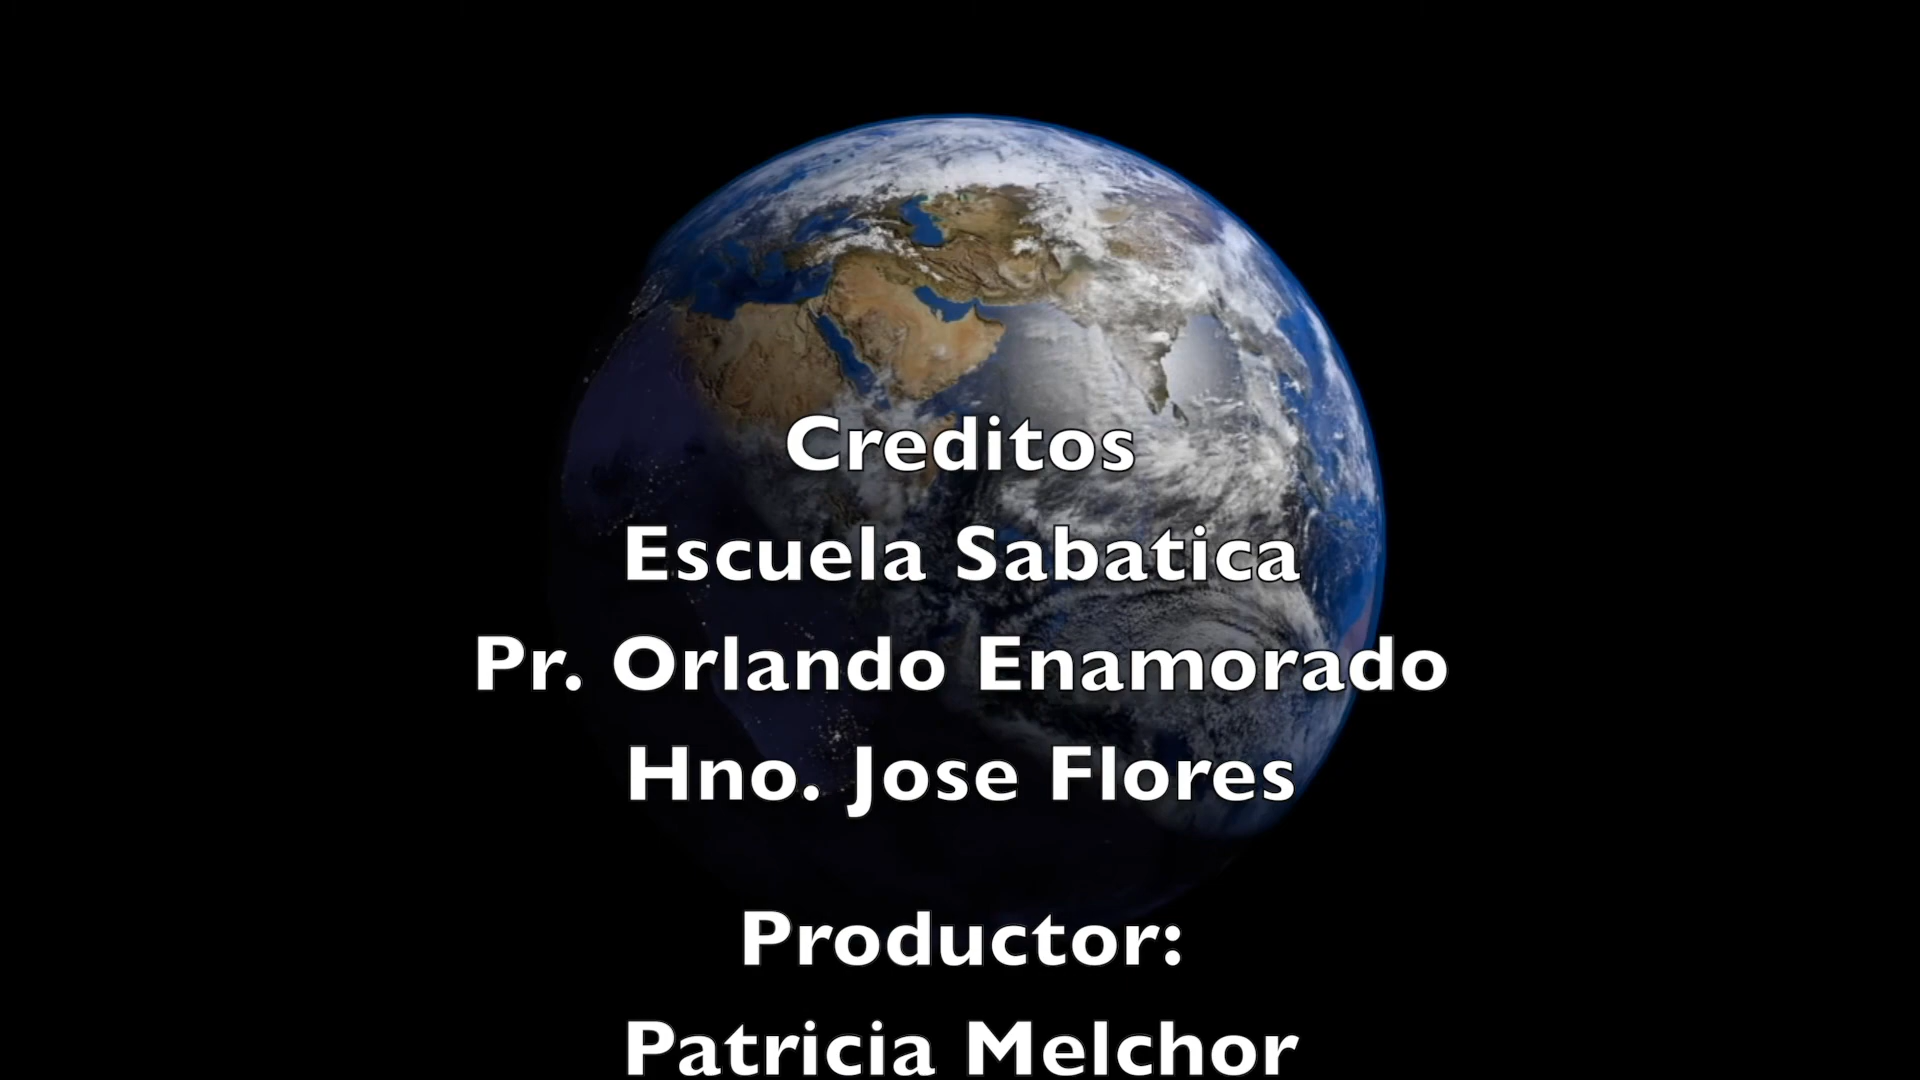 Creditos
Escuela Sabatica
Pr. Orlando Enamorado
Hno. Jose Flores
Productor:
Patricia Melchor